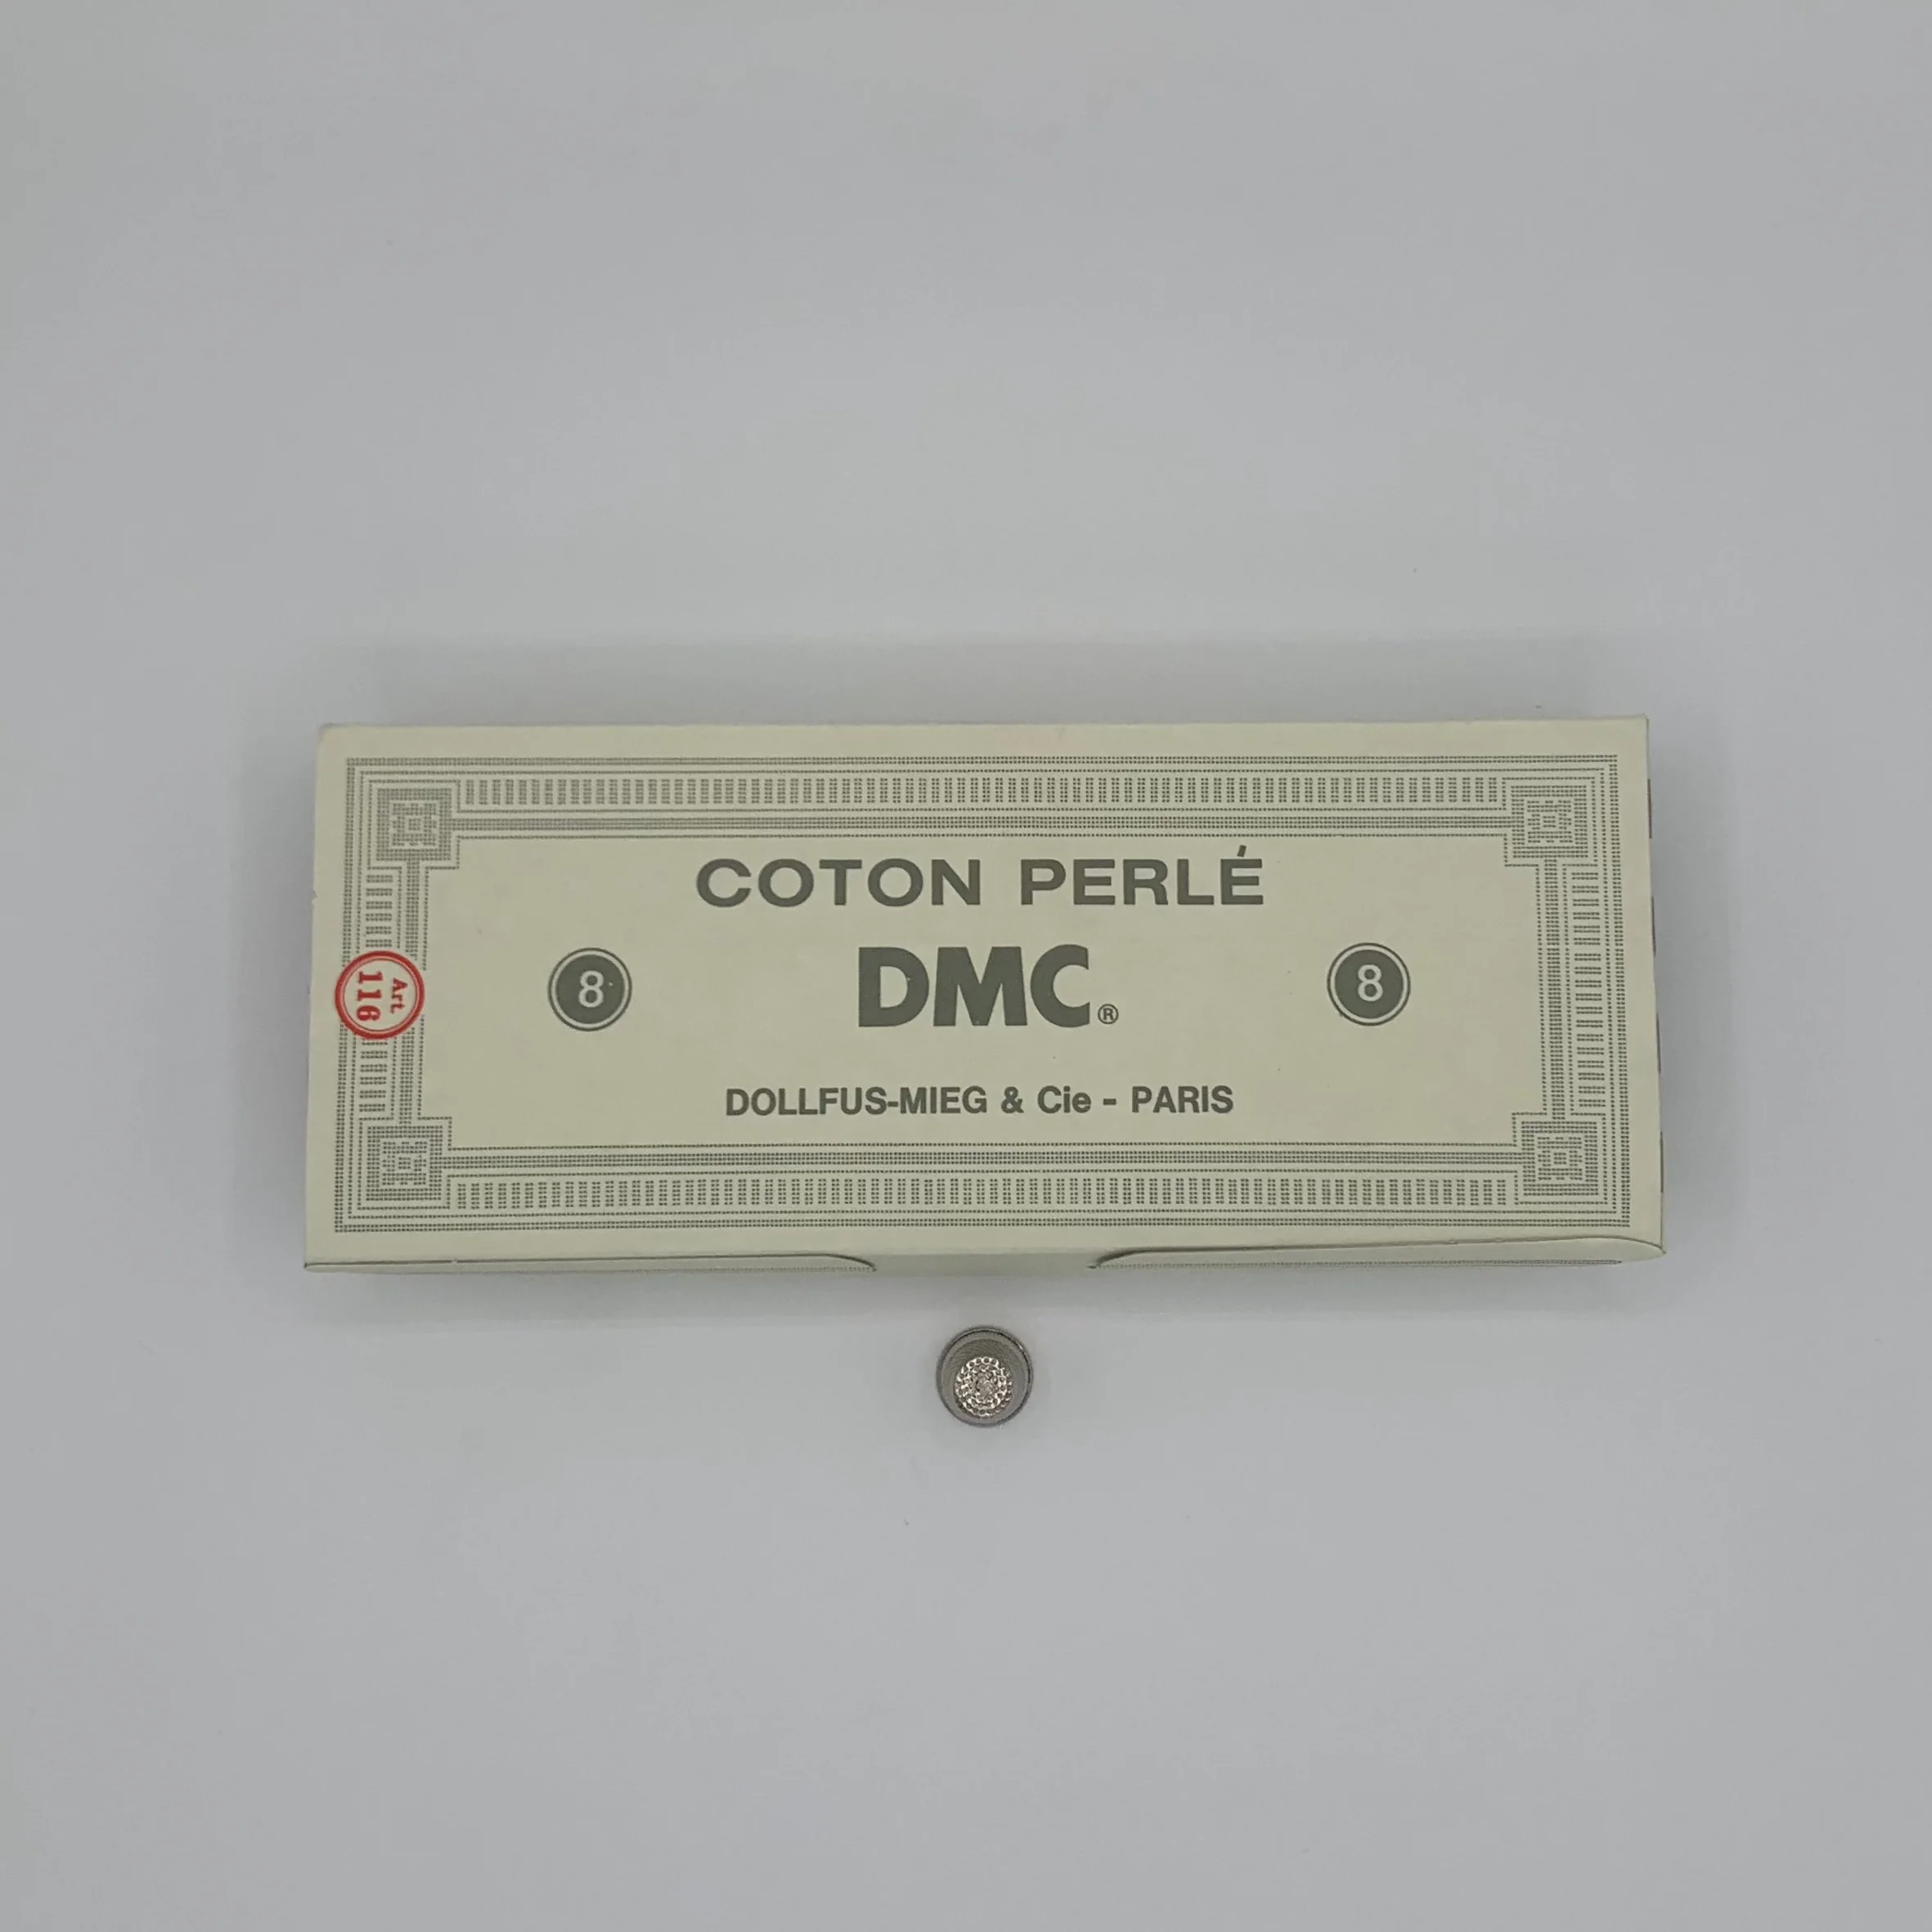 COTON PERLÉ
8 DMC® 8
Art.
116
DOLLFUS-MIEG & Cie - PARIS